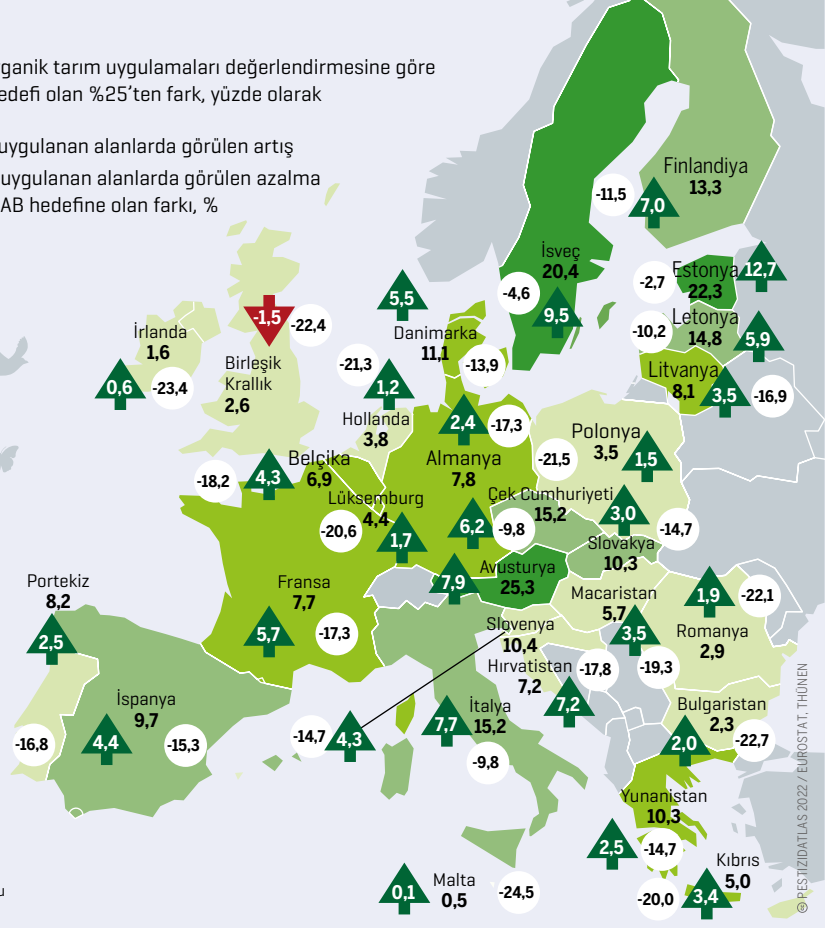 ganik tarım uygulamaları değerlendirmesine göre
edefi olan %25'ten fark, yüzde olarak
uygulanan alanlarda görülen artış
uygulanan alanlarda görülen azalma
AB hedefine olan farkı, %
Finlandiya
13,3
-11,5
7,0
İsveç
20,4
-4,6
9,5
Estonya
22,3
-2,7
12,7
Letonya
14,8
-10,2
5,9
Litvanya
8,1
3,5
-16,9
5,5
Danimarka
11,1
-13,9
-1,5
-22,4
Birleşik
Krallık
2,6
İrlanda
1,6
0,6
-23,4
-21,3
1,2
Hollanda
3,8
2,4
-17,3
Almanya
7,8
Polonya
3,5
1,5
-21,5
Belçika
6,9
-18,2
4,3
Lüksemburg
4,4
-20,6
1,7
Çek Cumhuriyeti
15,2
6,2
-9,8
3,0
-14,7
Slovakya
10,3
Avusturya
25,3
7,9
Fransa
7,7
5,7
-17,3
Macaristan
5,7
3,5
-19,3
1,9
-22,1
Romanya
2,9
Portekiz
8,2
2,5
-16,8
Slovenya
10,4
-14,7
4,3
Hırvatistan
7,2
-17,8
7,2
İspanya
9,7
4,4
-15,3
İtalya
15,2
7,7
-9,8
Bulgaristan
2,3
2,0
-22,7
Yunanistan
10,3
2,5
-14,7
Kıbrıs
5,0
-20,0
3,4
Malta
0,5
0,1
-24,5
u
© PESTIZIDATLAS 2022 / EUROSTAT, THÜNEN